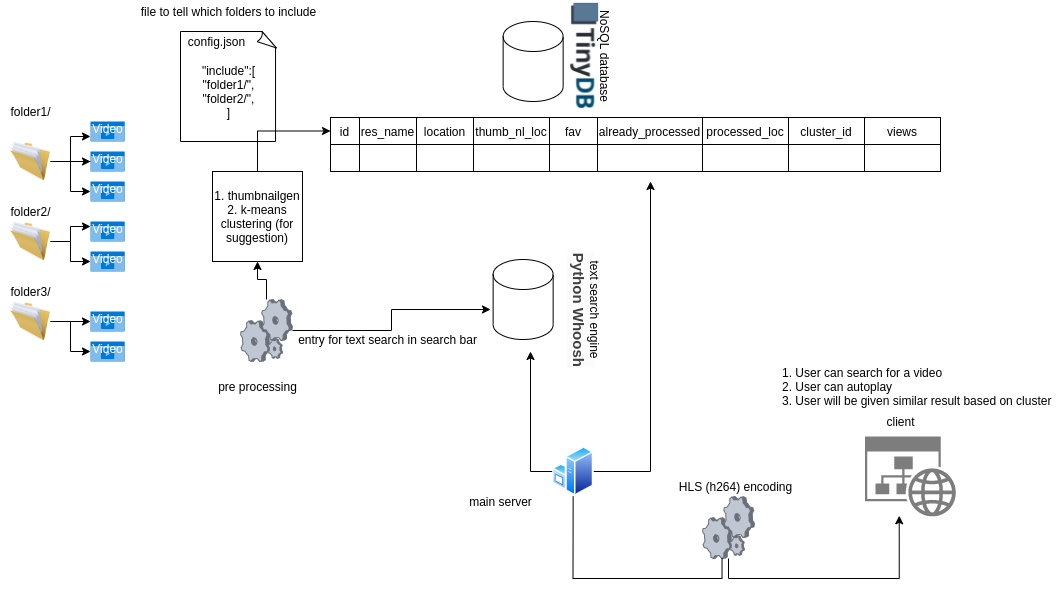 file to tell which folders to include
config.json
"include":[
"folder1/",
"folder2/",
]
NoSQL database
TinyDB
folder1/
Video
Video
Video
folder2/
Video
Video
folder3/
Video
Video
id res_name location thumb_nl_loc fav already_processed processed_loc cluster_id views
1. thumbnailgen
2. k-means
clustering (for
suggestion)
pre processing
entry for text search in search bar
text search engine
Python Whoosh
main server
HLS (h264) encoding
1. User can search for a video
2. User can autoplay
3. User will be given similar result based on cluster
client